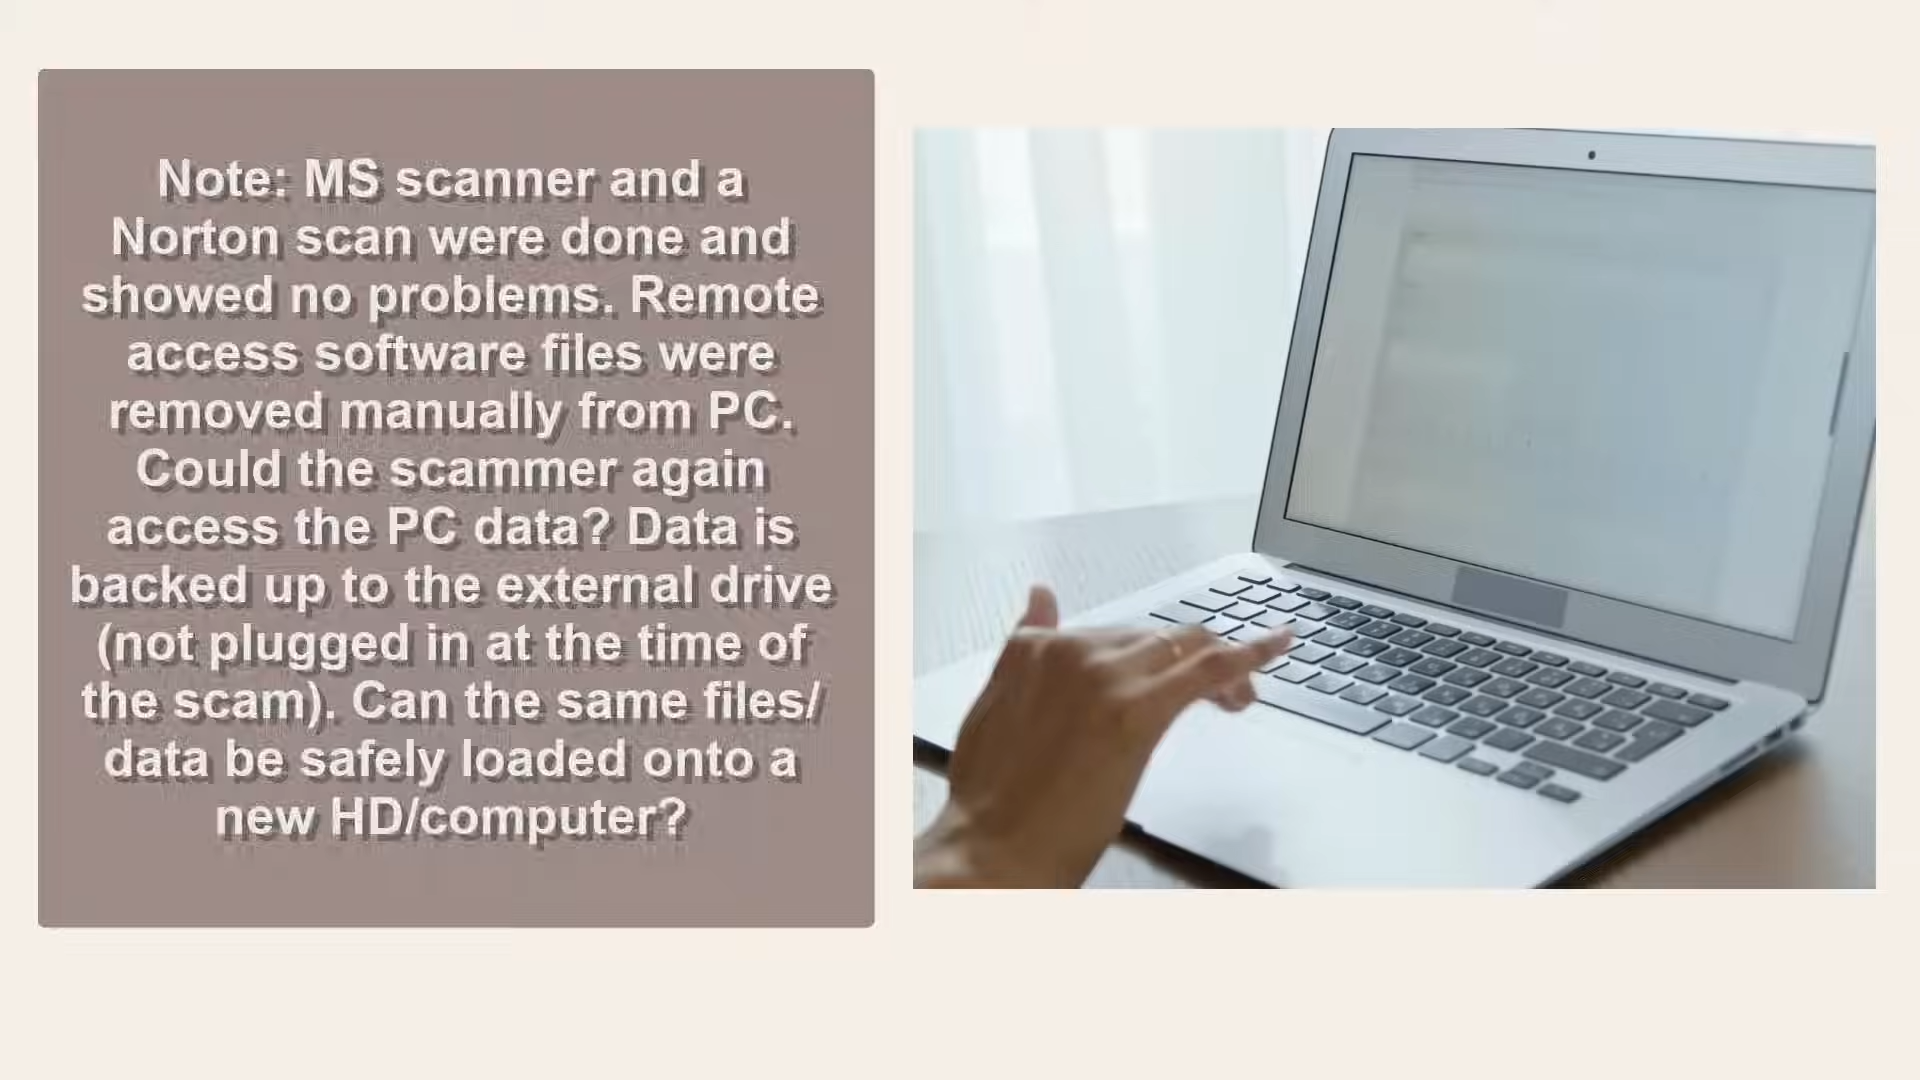 Note: MS scanner and a
Norton scan were done and
showed no problems. Remote
access software files were
removed manually from PC.
Could the scammer again
access the PC data? Data is
backed up to the external drive
(not plugged in at the time of
the scam). Can the same files/
data be safely loaded onto a
new HD/computer?